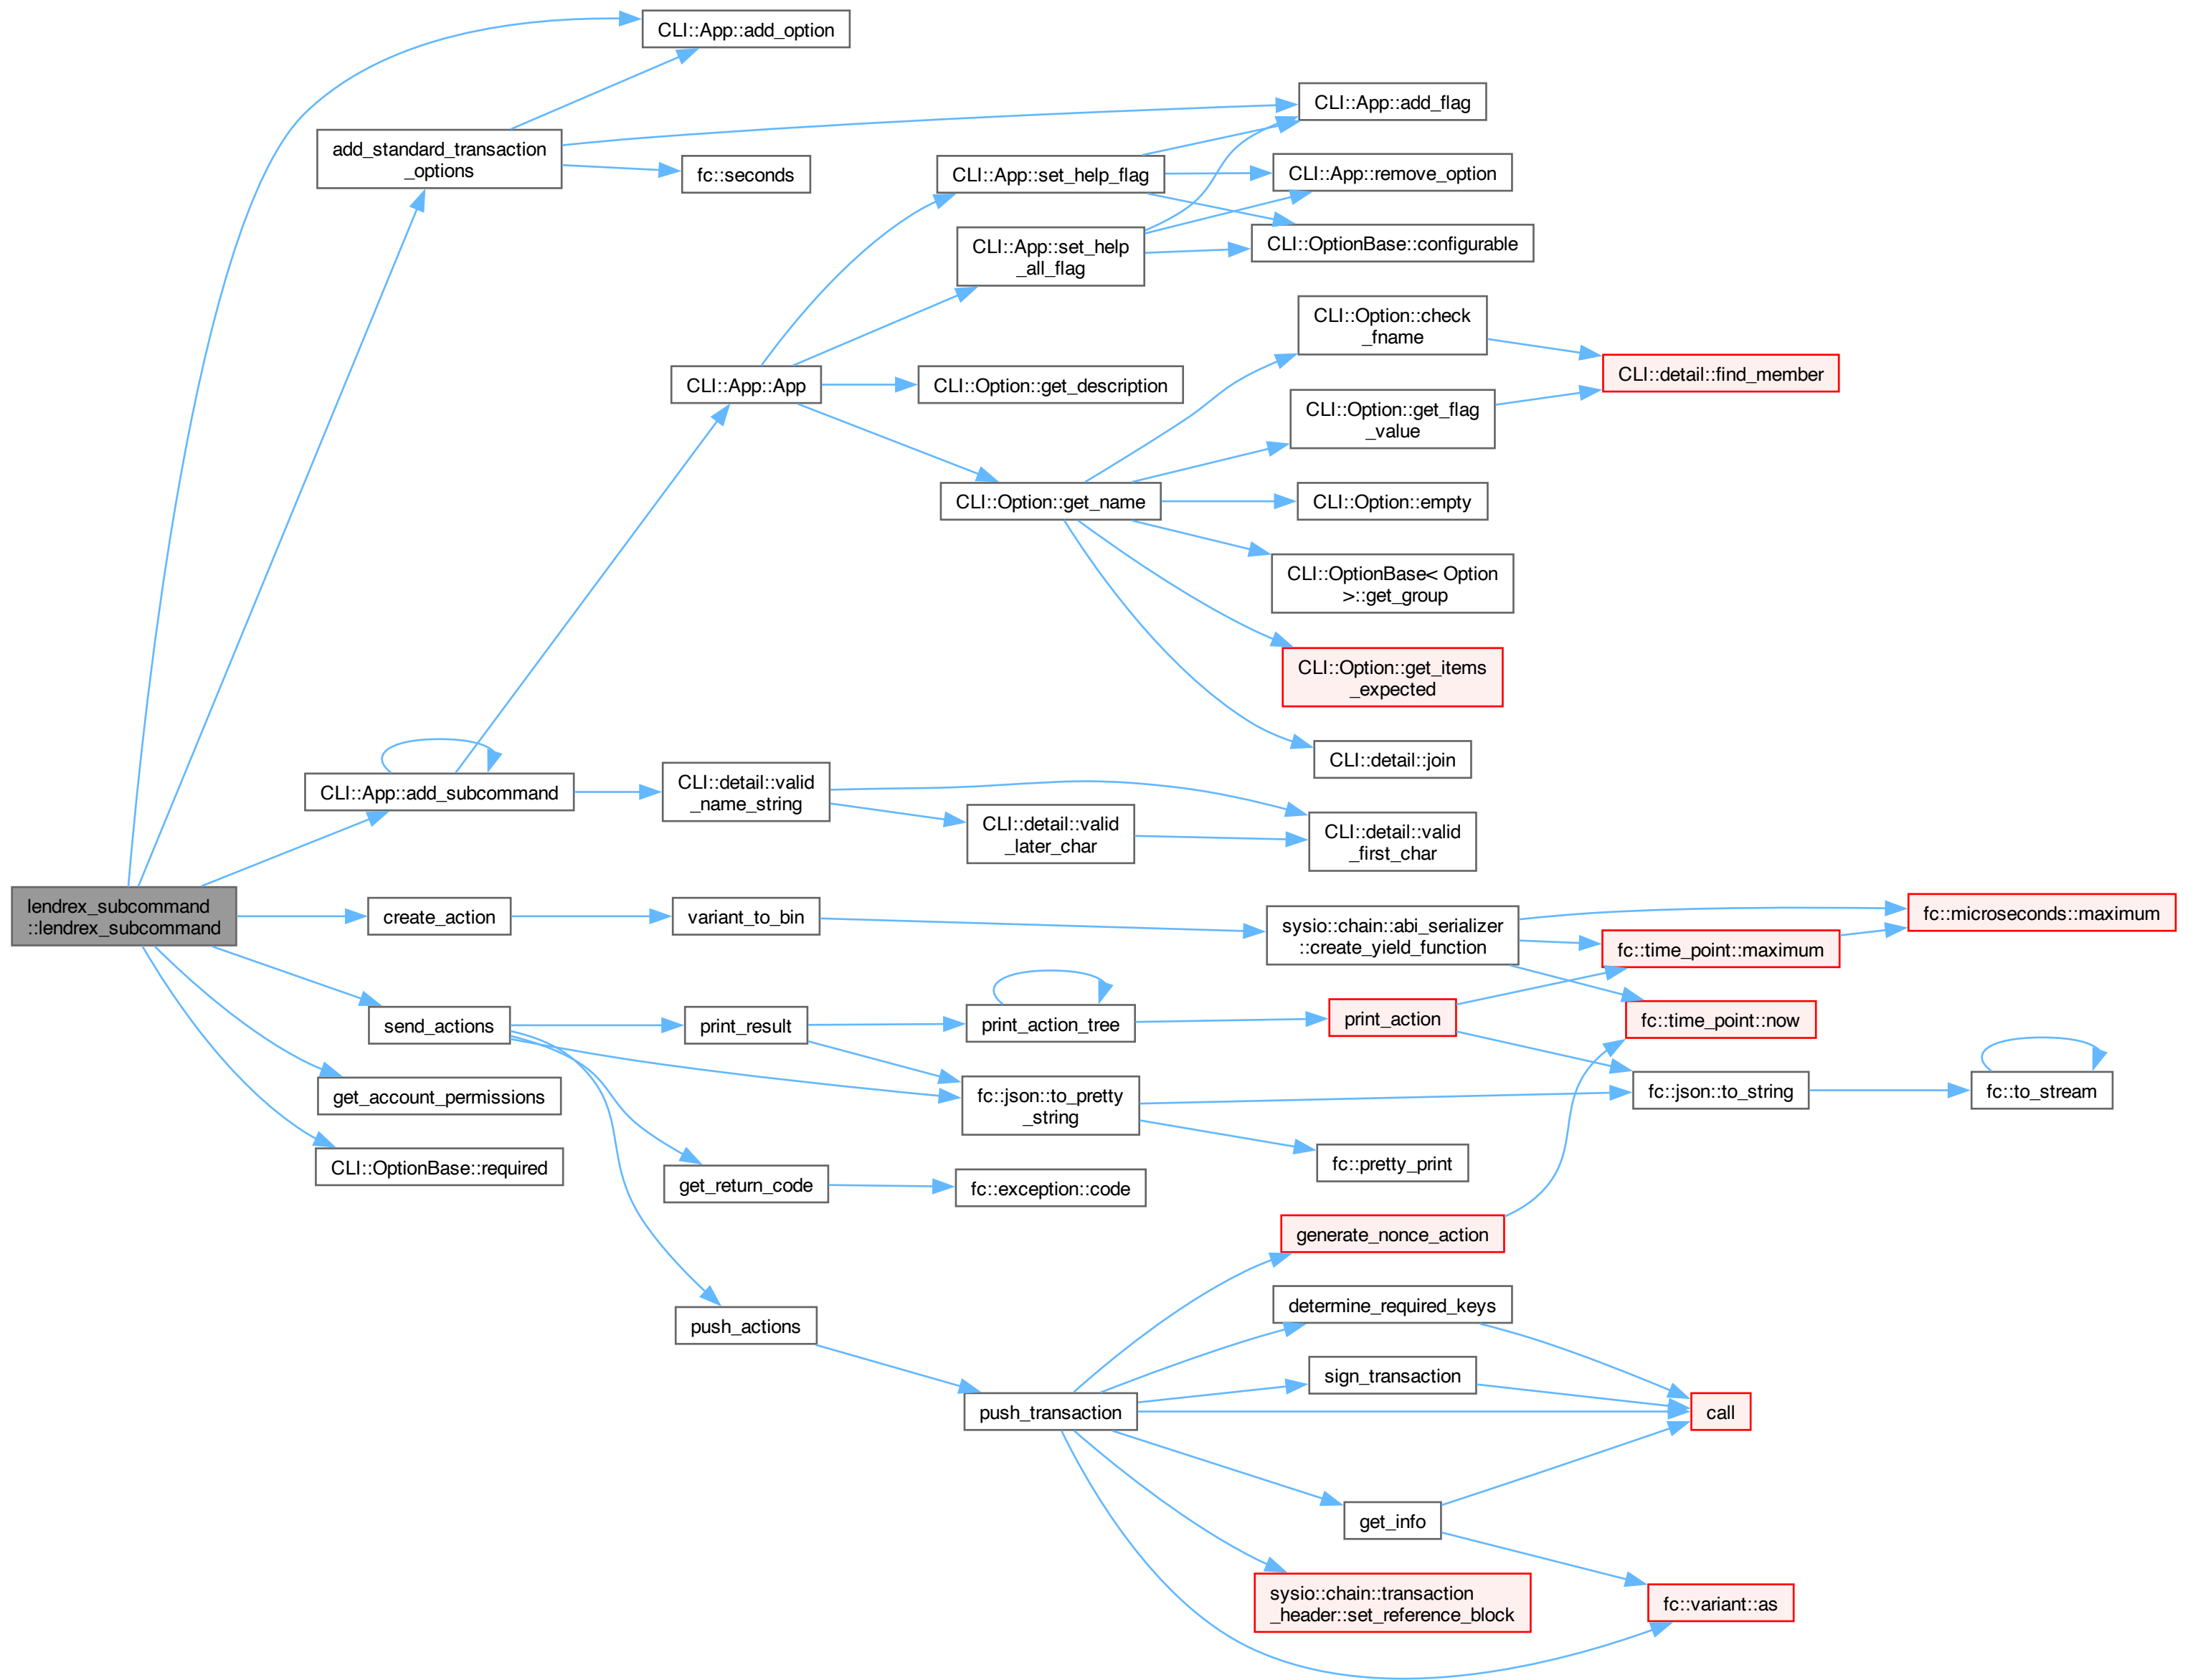 CLI::App::add_option
CLI::App::add_flag
add_standard_transaction
_options
fc::seconds
CLI::App::set_help_flag
CLI::App::remove_option
CLI::App::set_help
_all_flag
CLI::OptionBase::configurable
CLI::Option::check
_fname
CLI::detail::find_member
CLI::App::App
CLI::Option::get_description
CLI::Option::get_flag
_value
CLI::Option::get_name
CLI::Option::empty
CLI::OptionBase< Option
>::get_group
CLI::Option::get_items
_expected
CLI::detail::join
CLI::App::add_subcommand
CLI::detail::valid
_name_string
CLI::detail::valid
_later_char
CLI::detail::valid
_first_char
lendrex_subcommand
::lendrex_subcommand
create_action
variant_to_bin
sysio::chain::abi_serializer
::create_yield_function
fc::microseconds::maximum
fc::time_point::maximum
send_actions
print_result
print_action_tree
print_action
fc::time_point::now
get_account_permissions
fc::json::to_pretty
_string
fc::json::to_string
fc::to_stream
CLI::OptionBase::required
fc::pretty_print
get_return_code
fc::exception::code
generate_nonce_action
determine_required_keys
push_actions
sign_transaction
push_transaction
call
get_info
sysio::chain::transaction
_header::set_reference_block
fc::variant::as